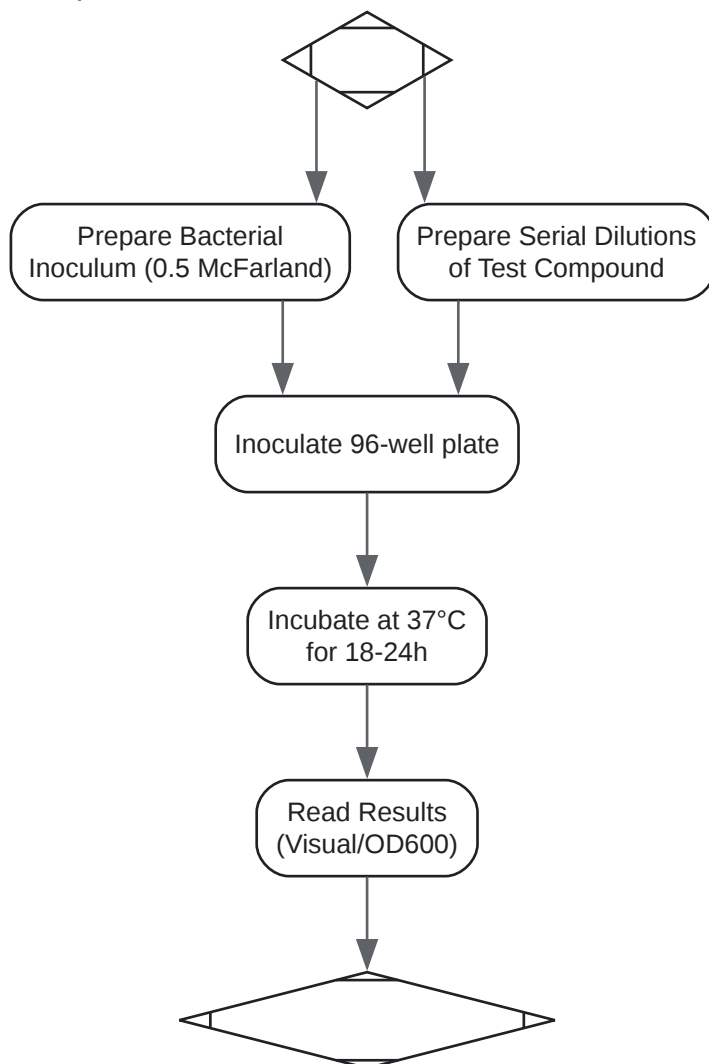 Prepare Bacterial
Inoculum (0.5 McFarland)
Prepare Serial Dilutions
of Test Compound
Inoculate 96-well plate
Incubate at 37°C
for 18-24h
Read Results
(Visual/OD600)